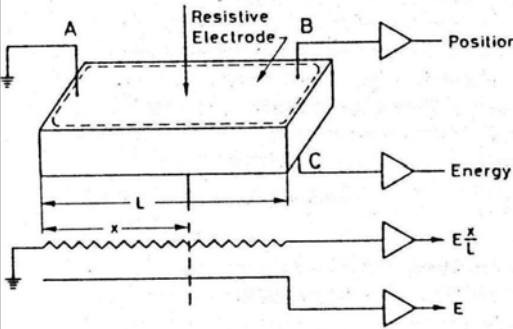 A
Resistive
Electrode
B
Position
C
Energy
L
x
E x/L
E